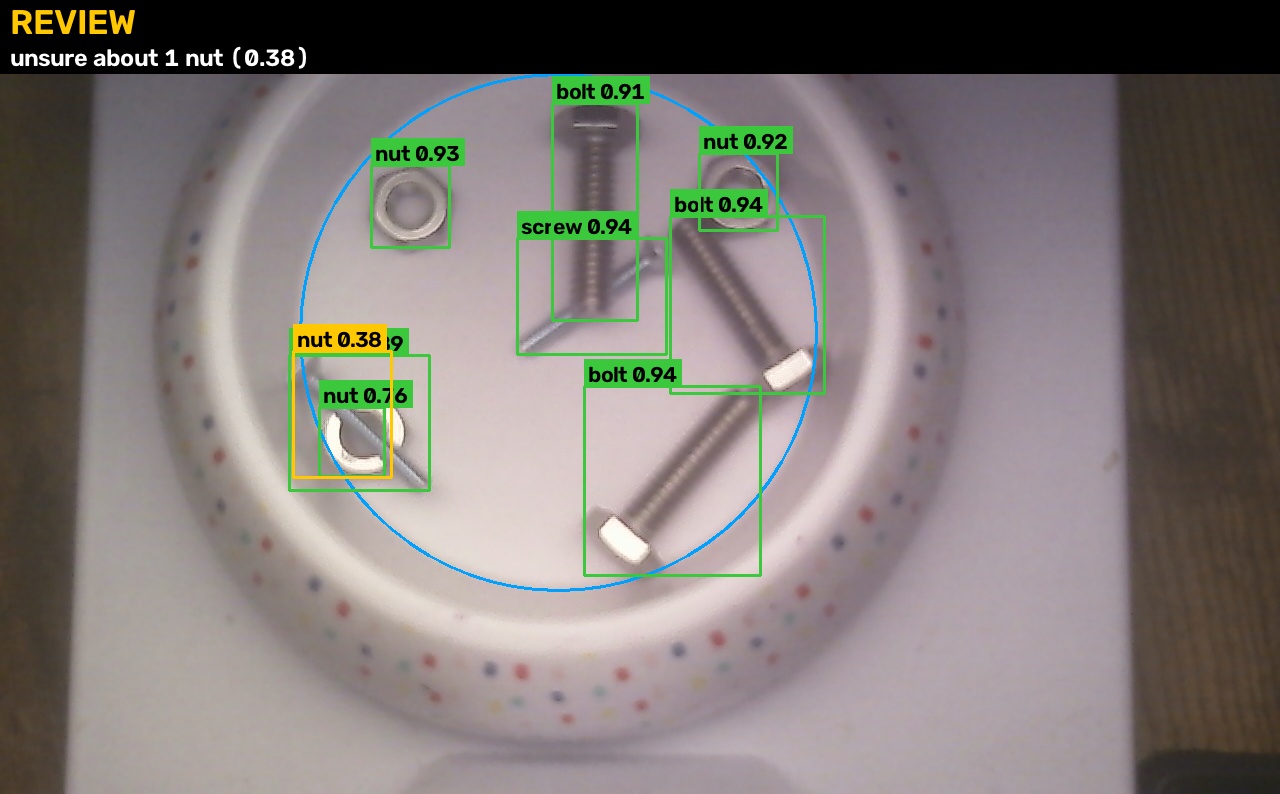 REVIEW
unsure about 1 nut (0.38)
bolt 0.91
nut 0.92
nut 0.93
bolt 0.94
screw 0.94
nut 0.38
bolt 0.94
nut 0.76